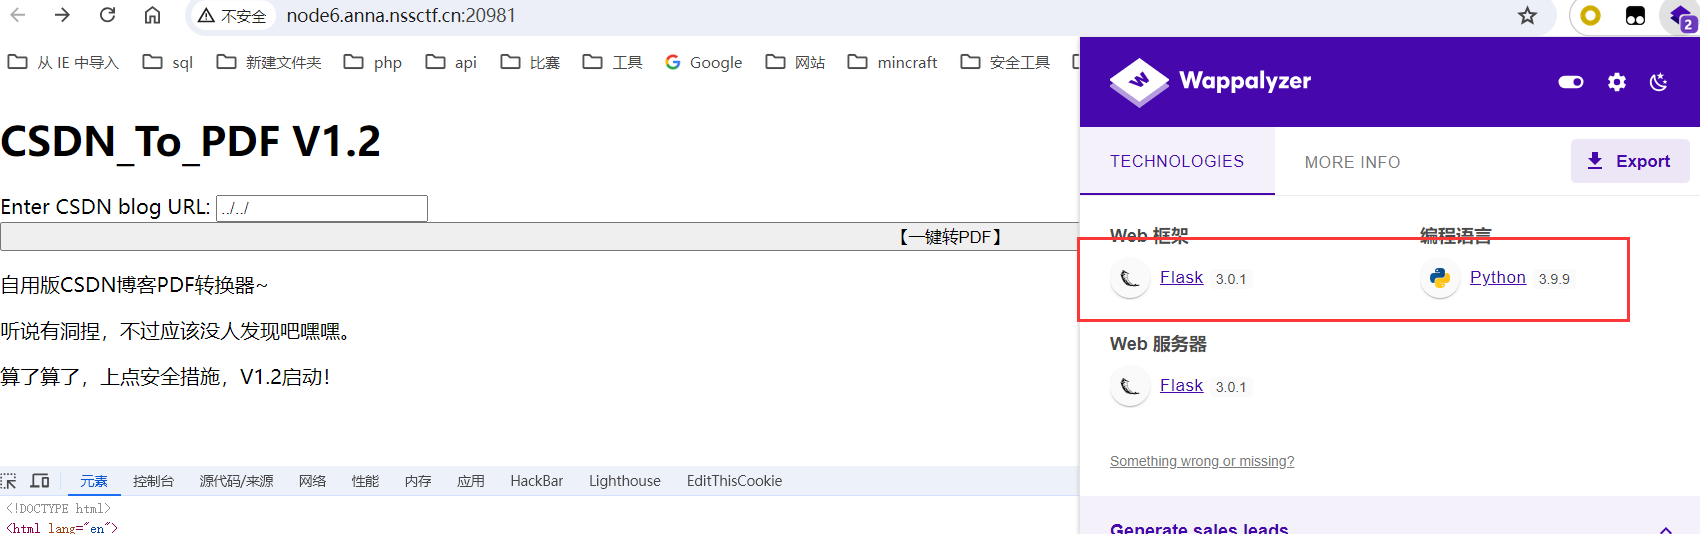 不安全 node6.anna.nssctf.cn:20981
2
从 IE 中导入 sql 新建文件夹 php api 比赛 工具 Google 网站 mincraft 安全工具
Wappalyzer
CSDN_To_PDF V1.2
Enter CSDN blog URL: ../../
【一键转PDF】
自用版CSDN博客PDF转换器~
听说有洞捏，不过应该没人发现吧嘿嘿。
算了算了，上点安全措施，V1.2启动！
TECHNOLOGIES MORE INFO Export
Web 框架 编程语言
Flask 3.0.1 Python 3.9.9
Web 服务器
Flask 3.0.1
Something wrong or missing?
Generate sales leads
元素 控制台 源代码/来源 网络 性能 内存 应用 HackBar Lighthouse EditThisCookie
<!DOCTYPE html>
<html lang="en">